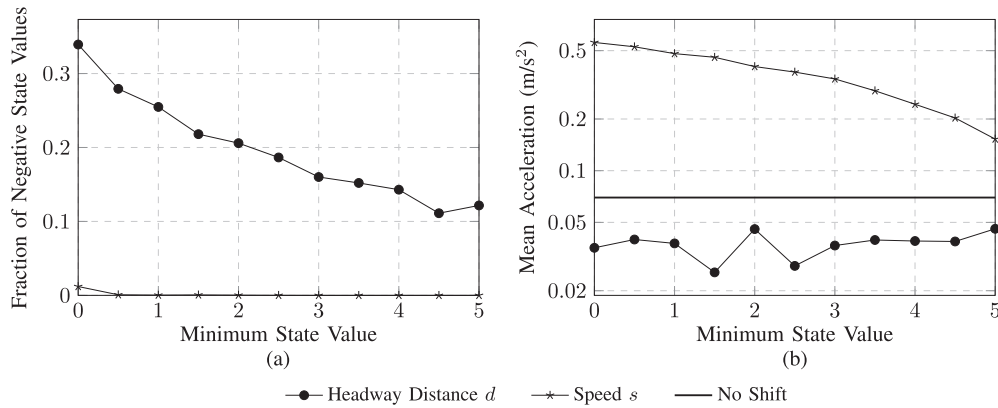 Fraction of Negative State Values
0.3
0.2
0.1
0
0 1 2 3 4 5
Minimum State Value
(a)
Mean Acceleration (m/s²)
0.5
0.2
0.1
0.05
0.02
0 1 2 3 4 5
Minimum State Value
(b)
Headway Distance d Speed s No Shift